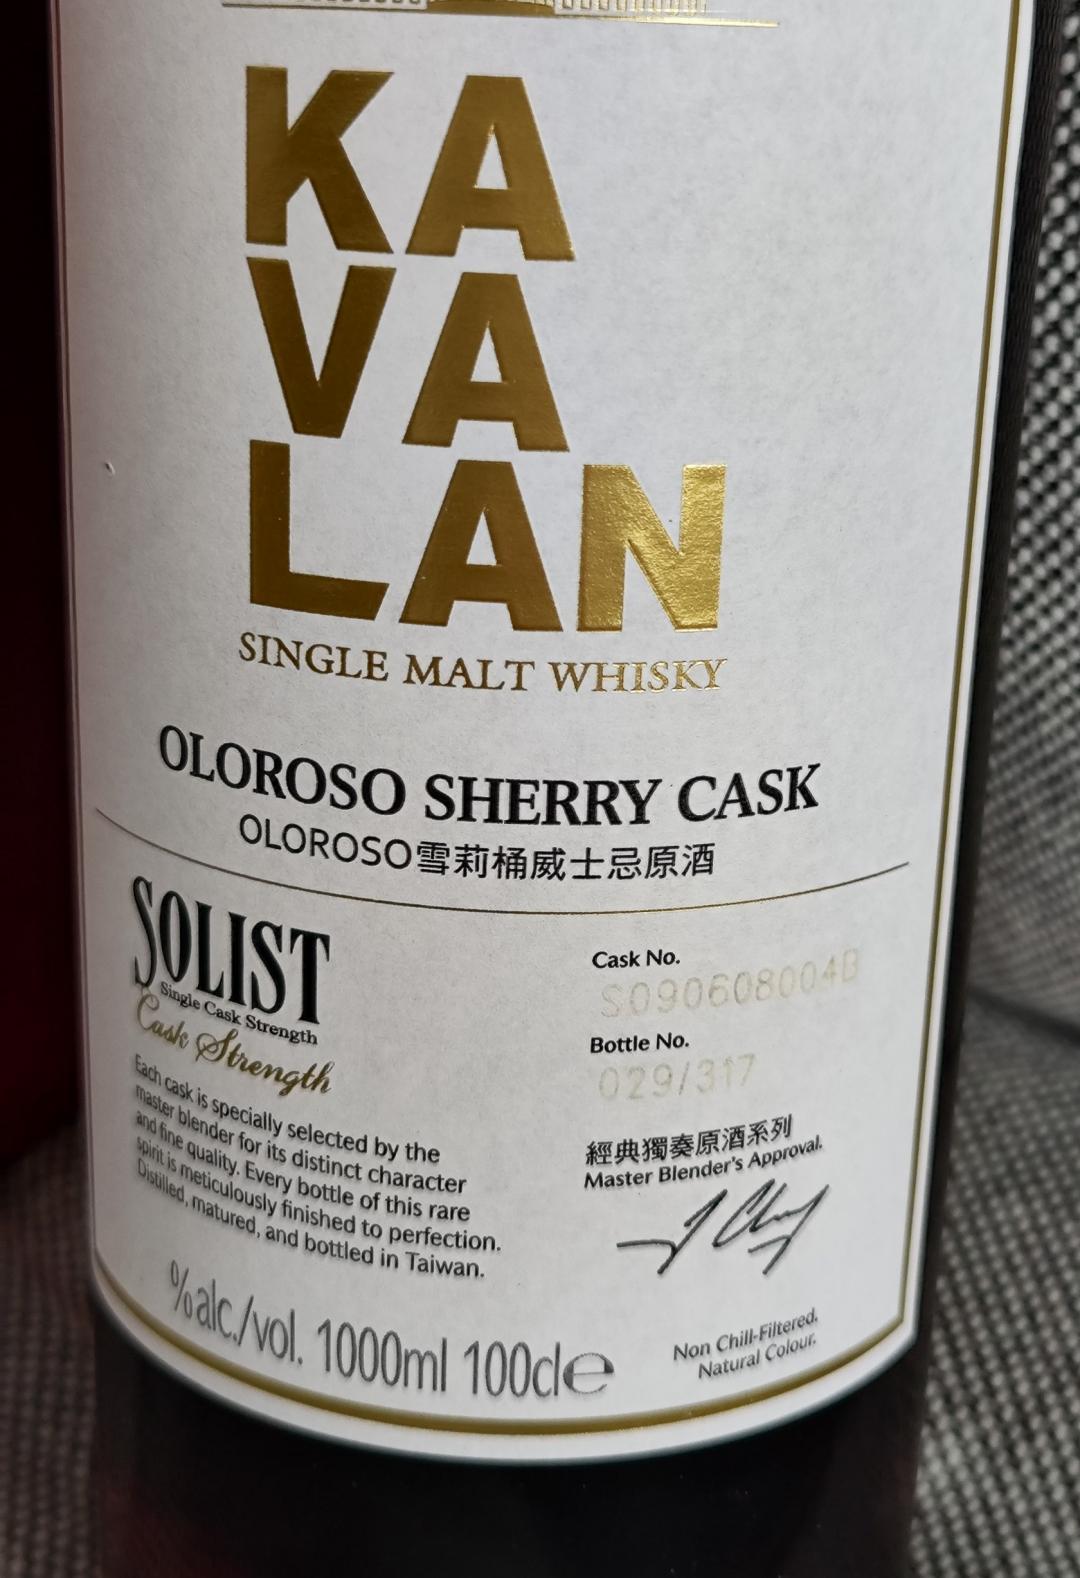 KA
VA
LAN
SINGLE MALT WHISKY
OLOROSO SHERRY CASK
OLOROSO雪莉桶威士忌原酒
SOLIST
Single Cask Strength
Cask Strength
Each cask is specially selected by the
master blender for its distinct character
and fine quality. Every bottle of this rare
spirit is meticulously finished to perfection.
Distilled, matured, and bottled in Taiwan.
Cask No.
S090608004B
Bottle No.
029/317
經典獨奏原酒系列
Master Blender's Approval.
%alc./vol. 1000ml 100cl℮
Non Chill-Filtered.
Natural Colour.